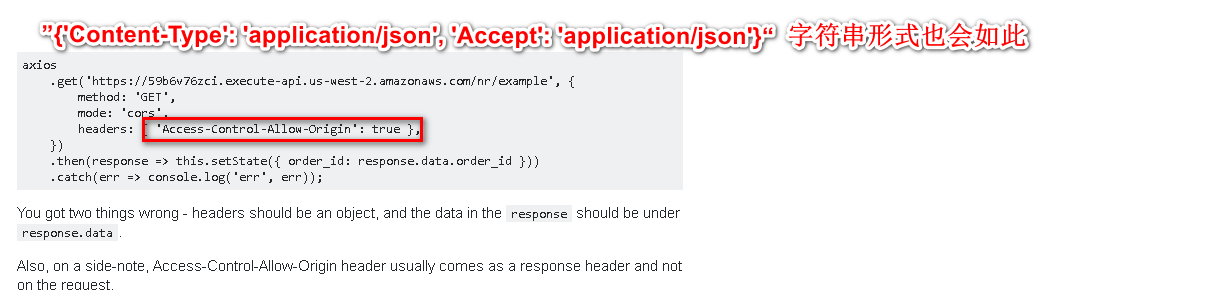 ”{'Content-Type': 'application/json', 'Accept': 'application/json'}“ 字符串形式也会如此
axios
.get('https://59b6v76zci.execute-api.us-west-2.amazonaws.com/nr/example', {
method: 'GET',
mode: 'cors',
headers: { 'Access-Control-Allow-Origin': true },
})
.then(response => this.setState({ order_id: response.data.order_id }))
.catch(err => console.log('err', err));
You got two things wrong - headers should be an object, and the data in the response should be under
response.data.
Also, on a side-note, Access-Control-Allow-Origin header usually comes as a response header and not
on the request.